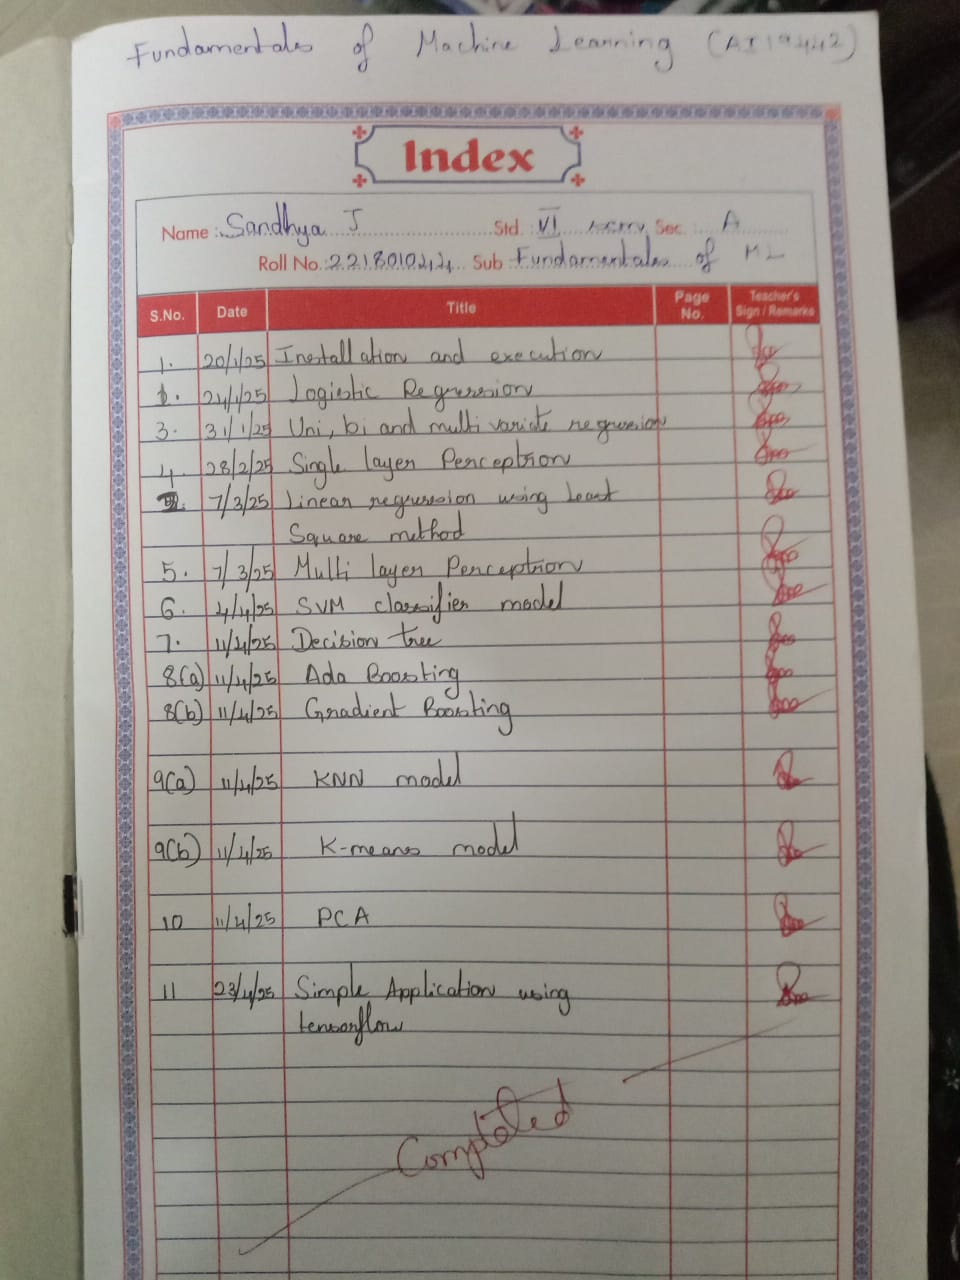 Fundamentales of Machine Learning (AI19442)
Index
Name : Sandhya J Std. VI Sec. A
Roll No. 221801044 Sub Fundamentales of ML
S.No. Date Title Page No. Teacher's Sign / Remarks
1. 20/1/25 Installation and execution
24/1/25 Logistic Regression
3. 31/1/25 Uni, bi and multi variate regression
4. 28/2/25 Single layer Perceptron
7/3/25 Linear regression using least
Square method
5. 7/3/25 Multi layer Perceptron
6. 4/4/25 SVM classifier model
7. 11/4/25 Decision tree
8(a) 11/4/25 Ada Boosting
8(b) 11/4/25 Gradient Boosting
9(a) 11/4/25 KNN model
9(b) 11/4/25 K-means model
10 11/4/25 PCA
11 23/4/25 Simple Application using
tensorflow
Completed